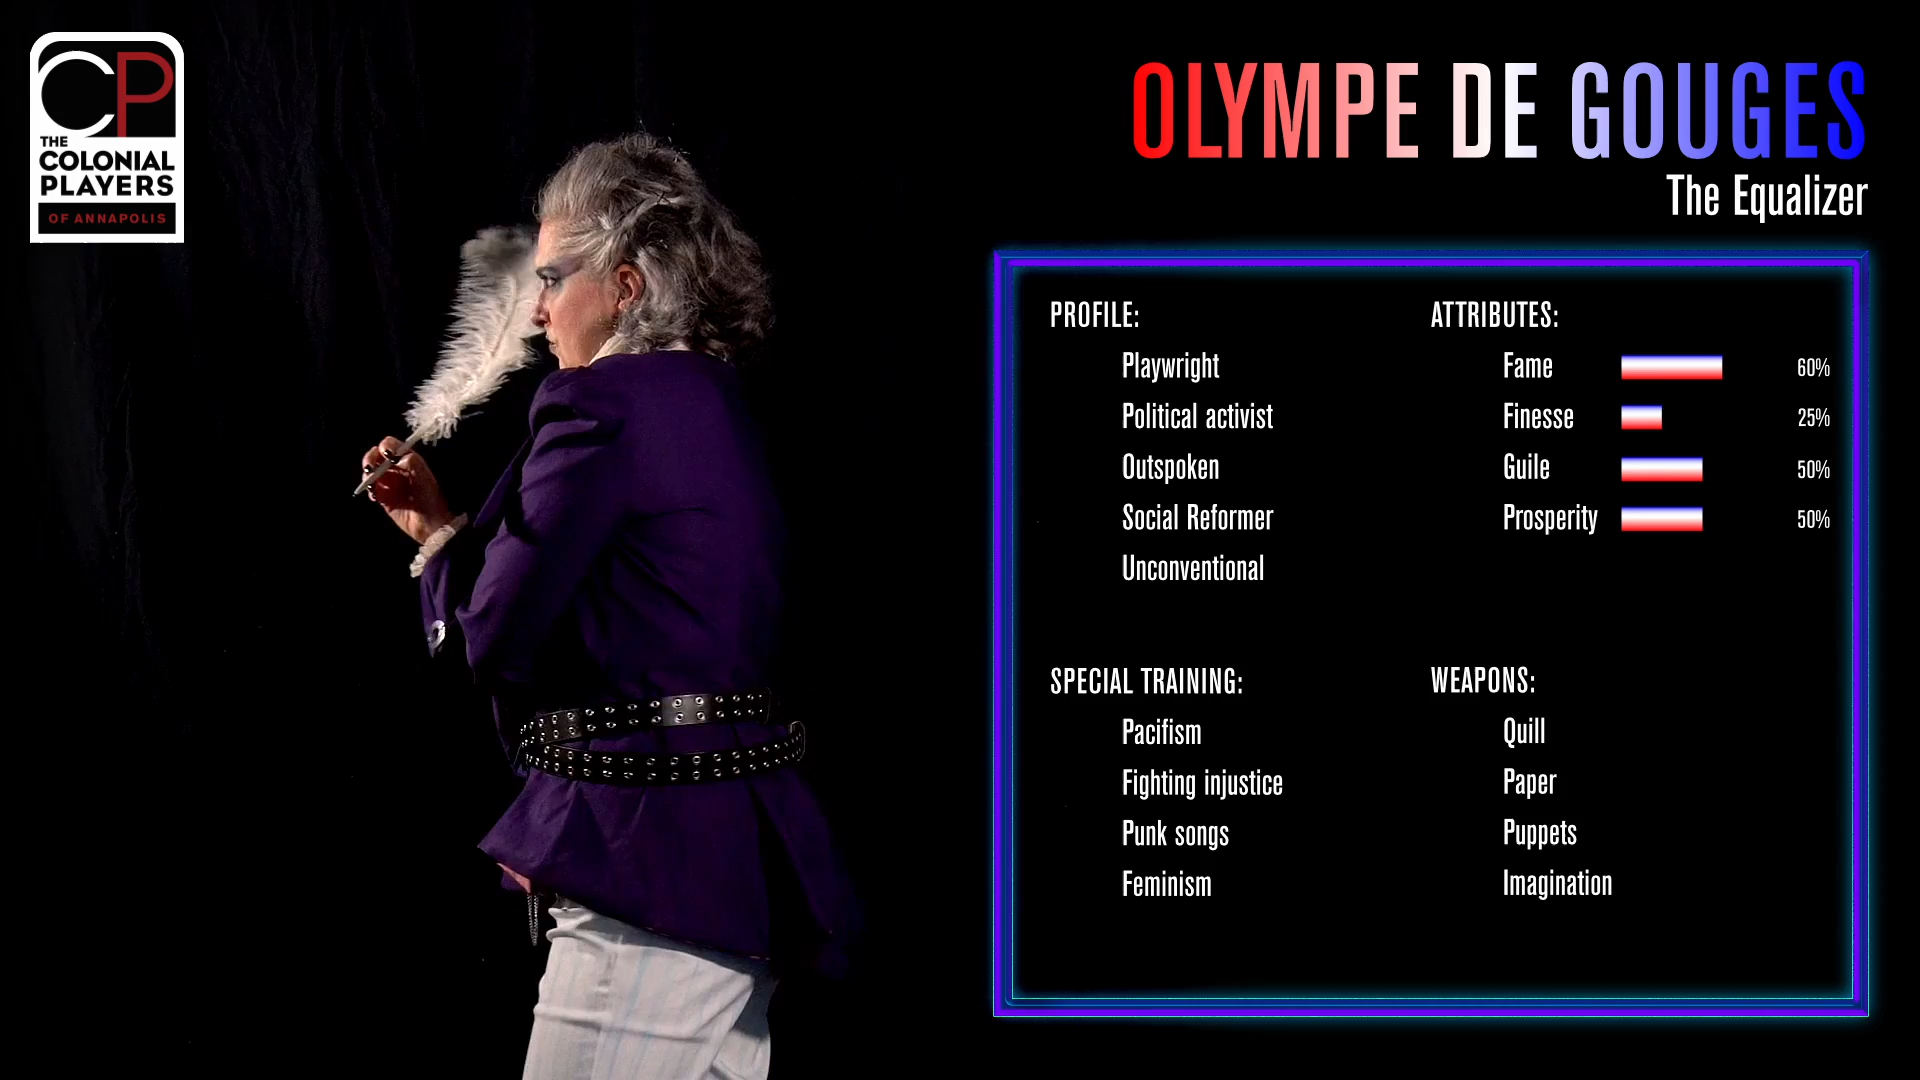 CP
THE
COLONIAL
PLAYERS
OF ANNAPOLIS
OLYMPE DE GOUGES
The Equalizer
PROFILE:
Playwright
Political activist
Outspoken
Social Reformer
Unconventional
ATTRIBUTES:
Fame 60%
Finesse 25%
Guile 50%
Prosperity 50%
SPECIAL TRAINING:
Pacifism
Fighting injustice
Punk songs
Feminism
WEAPONS:
Quill
Paper
Puppets
Imagination